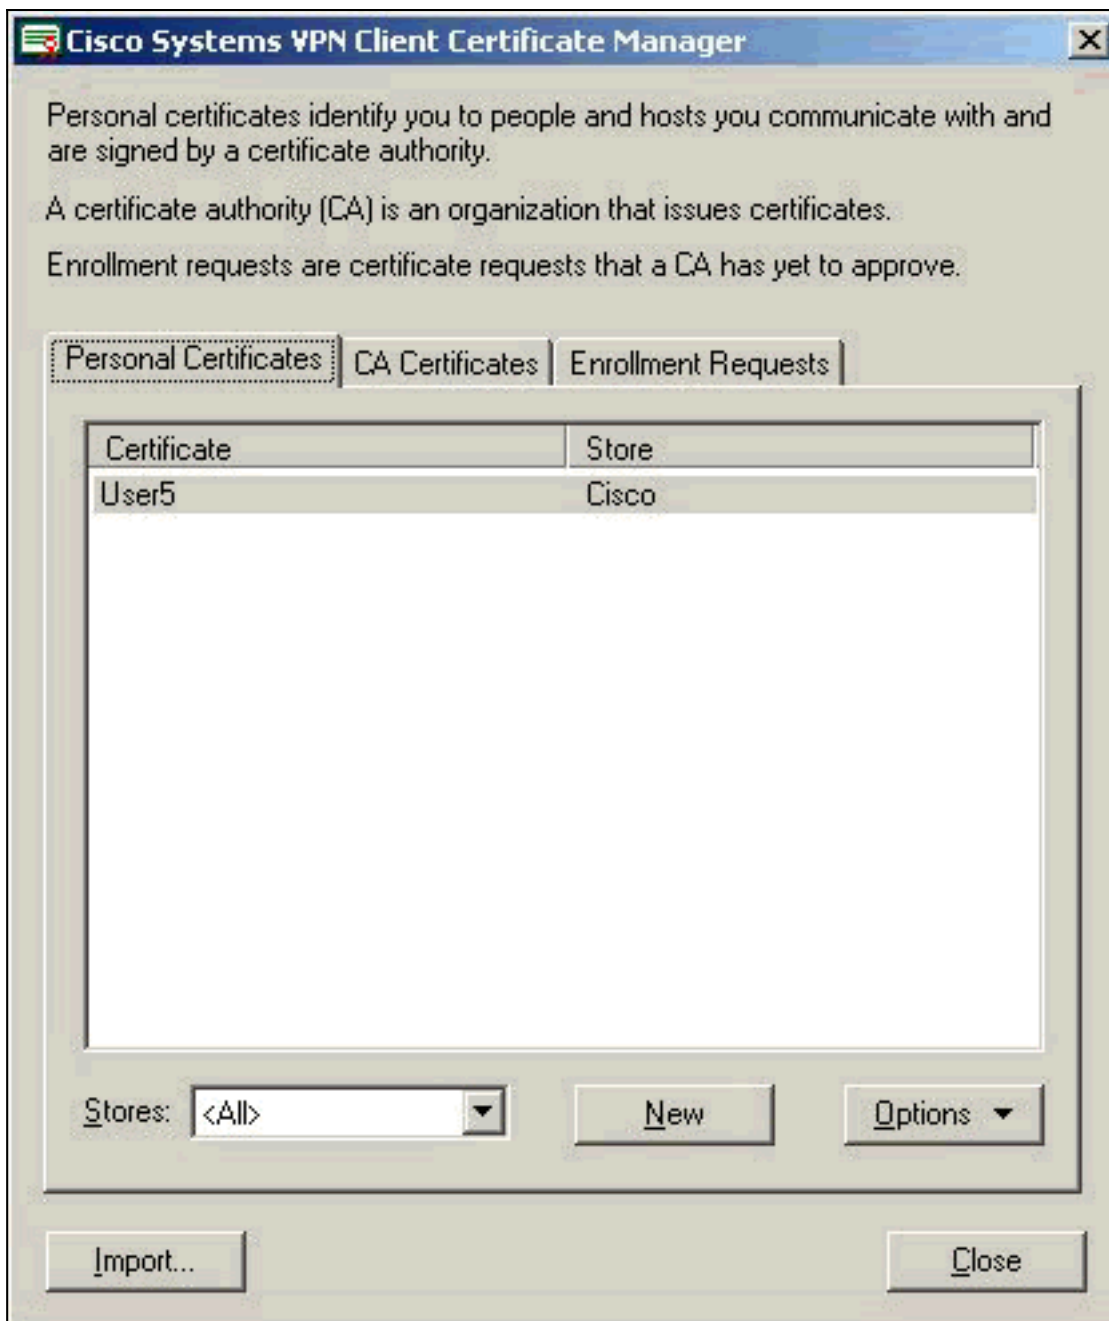 Cisco Systems VPN Client Certificate Manager
Personal certificates identify you to people and hosts you communicate with and
are signed by a certificate authority.
A certificate authority (CA) is an organization that issues certificates.
Enrollment requests are certificate requests that a CA has yet to approve.
Personal Certificates CA Certificates Enrollment Requests
Certificate Store
User5 Cisco
Stores: <All> New Options
Import... Close